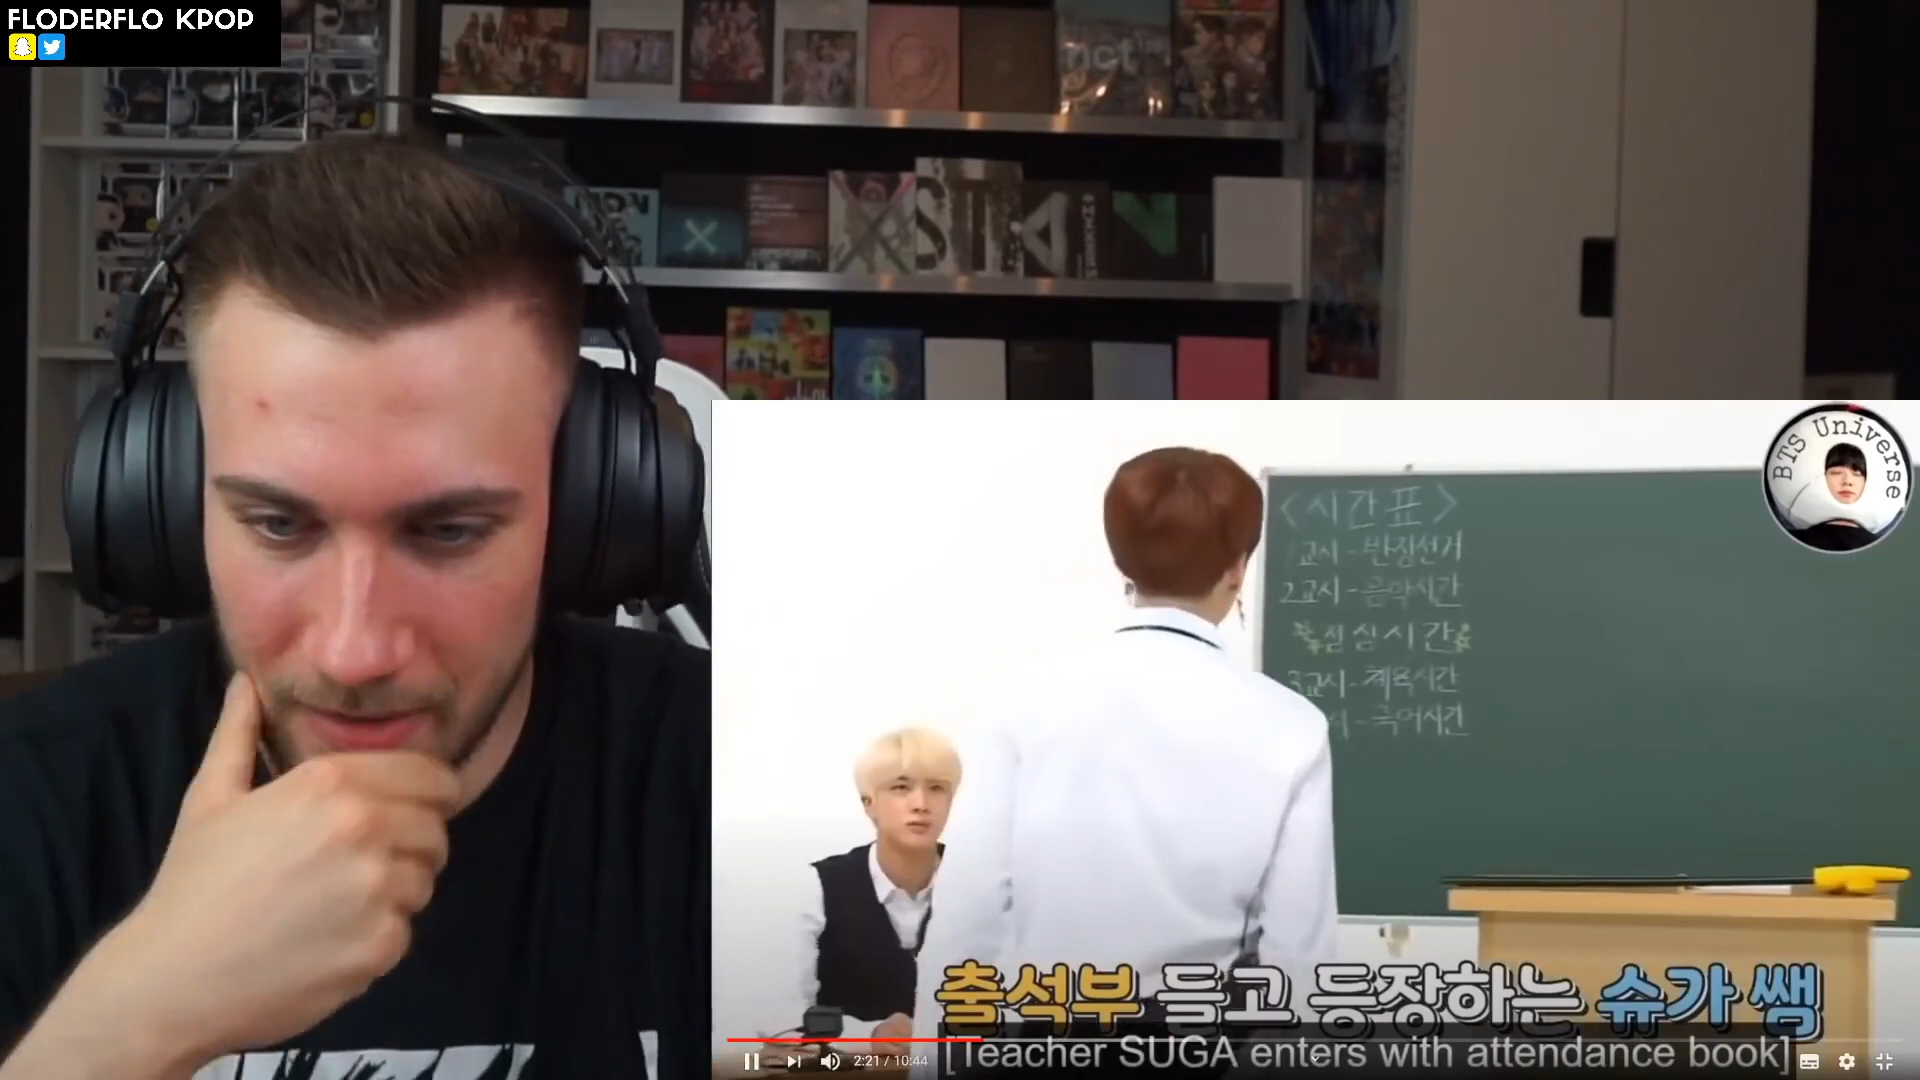 FLODERFLO KPOP
nct
BTS Universe
<시간표>
1교시-반장선거
2교시-음악시간
점심시간
3교시-체육시간
교시-국어시간
출석부 들고 등장하는 슈가 쌤
[Teacher SUGA enters with attendance book]
2:21 / 10:44